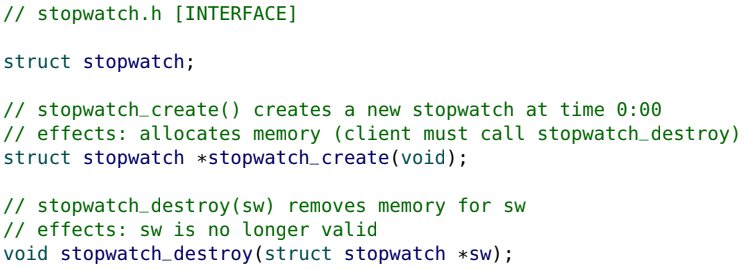 // stopwatch.h [INTERFACE]
struct stopwatch;
// stopwatch_create() creates a new stopwatch at time 0:00
// effects: allocates memory (client must call stopwatch_destroy)
struct stopwatch *stopwatch_create(void);
// stopwatch_destroy(sw) removes memory for sw
// effects: sw is no longer valid
void stopwatch_destroy(struct stopwatch *sw);